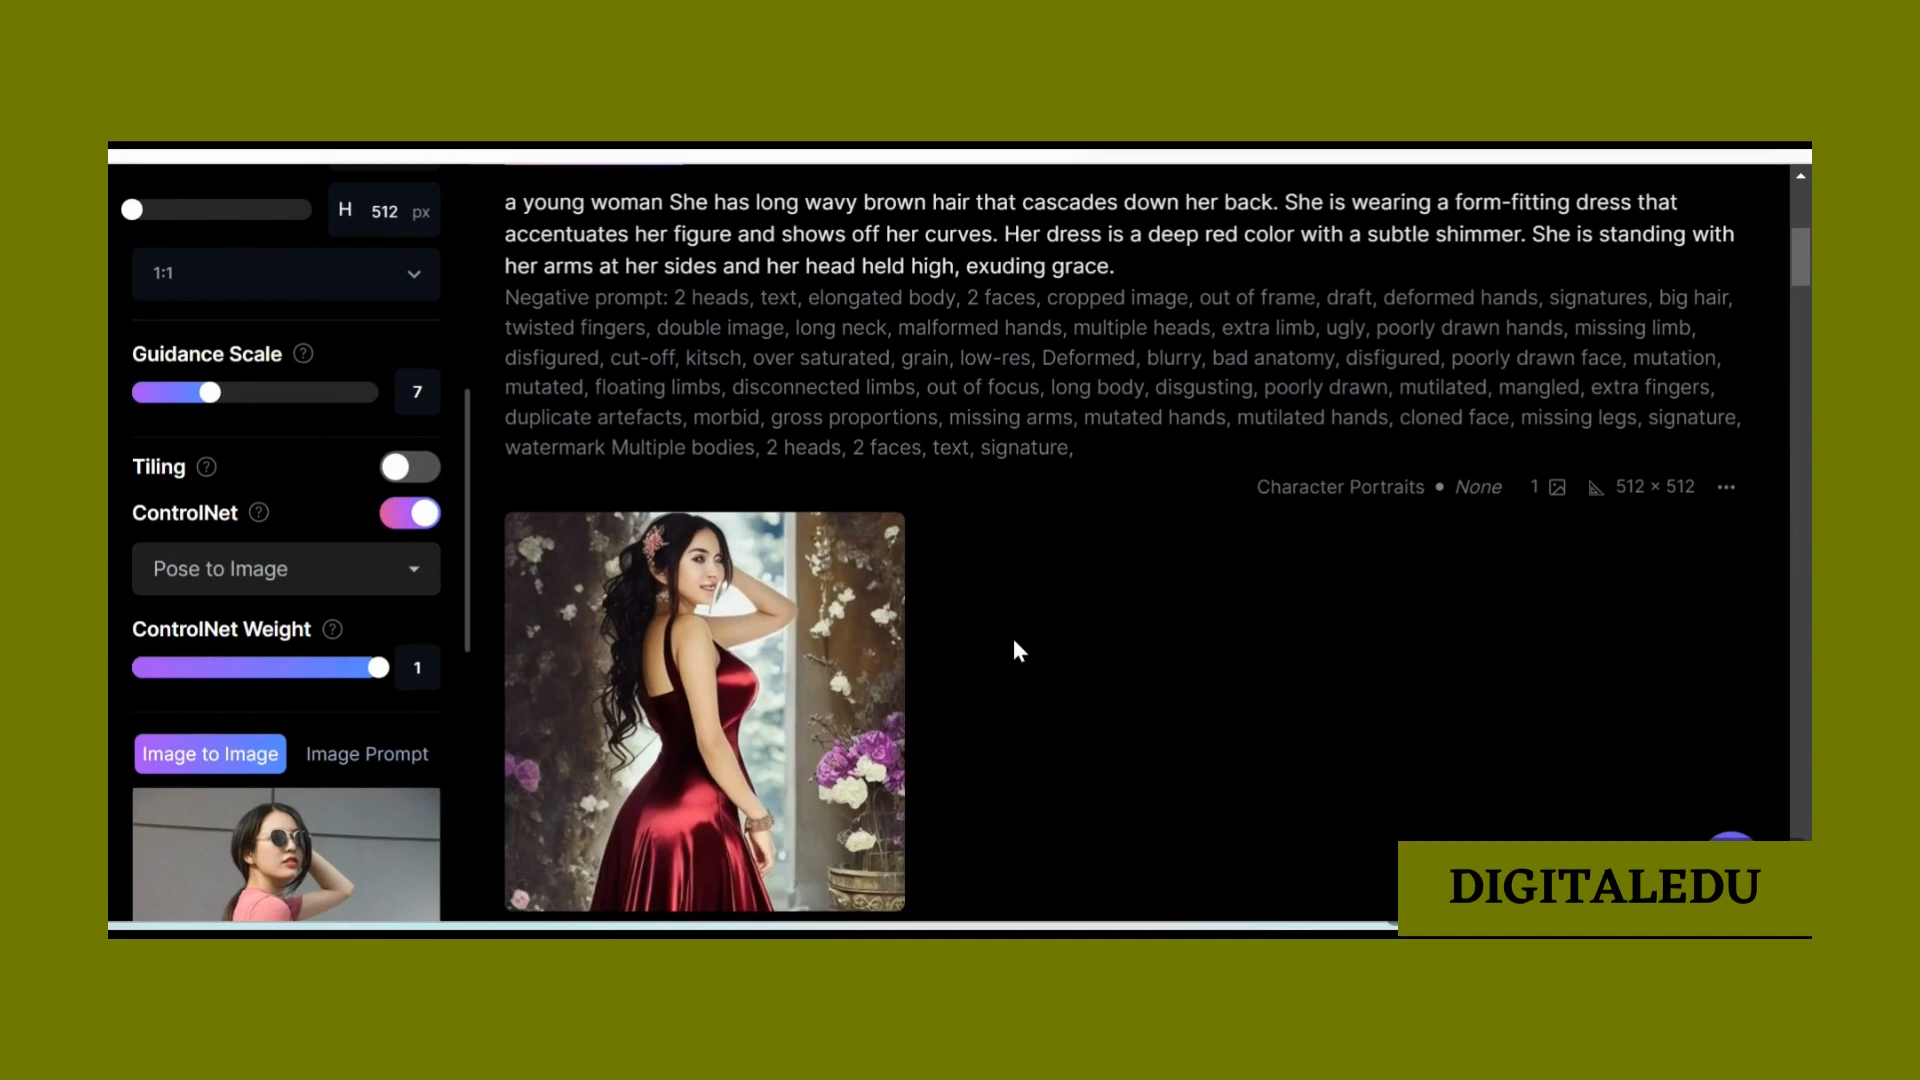 H 512 px
1:1
Guidance Scale ?
7
Tiling ?
ControlNet ?
Pose to Image
ControlNet Weight ?
1
Image to Image Image Prompt
a young woman She has long wavy brown hair that cascades down her back. She is wearing a form-fitting dress that
accentuates her figure and shows off her curves. Her dress is a deep red color with a subtle shimmer. She is standing with
her arms at her sides and her head held high, exuding grace.
Negative prompt: 2 heads, text, elongated body, 2 faces, cropped image, out of frame, draft, deformed hands, signatures, big hair,
twisted fingers, double image, long neck, malformed hands, multiple heads, extra limb, ugly, poorly drawn hands, missing limb,
disfigured, cut-off, kitsch, over saturated, grain, low-res, Deformed, blurry, bad anatomy, disfigured, poorly drawn face, mutation,
mutated, floating limbs, disconnected limbs, out of focus, long body, disgusting, poorly drawn, mutilated, mangled, extra fingers,
duplicate artefacts, morbid, gross proportions, missing arms, mutated hands, mutilated hands, cloned face, missing legs, signature,
watermark Multiple bodies, 2 heads, 2 faces, text, signature,
Character Portraits • None 1 512 × 512 •••
DIGITALEDU